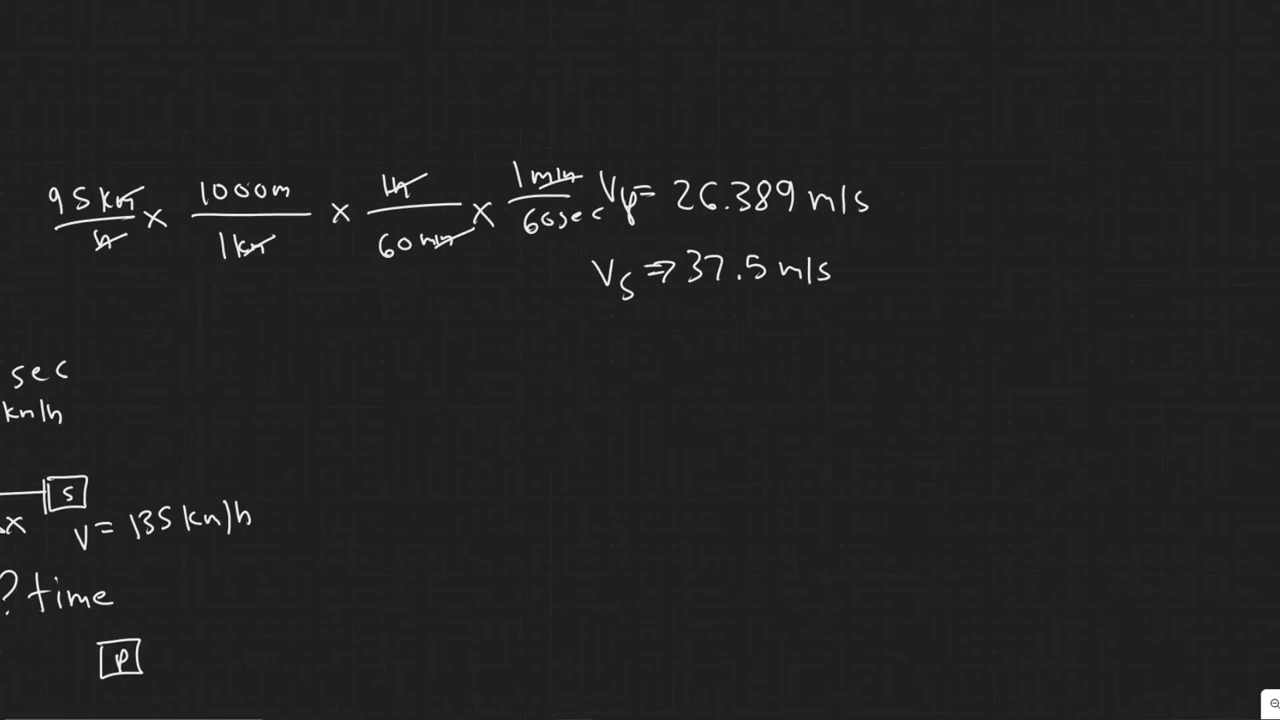 95 km/h × 1000m/1km × 1h/60min × 1min/60sec Vp = 26.389 m/s
Vs ⇒ 37.5 m/s
sec
km/h
S
x V = 135 km/h
? time
P